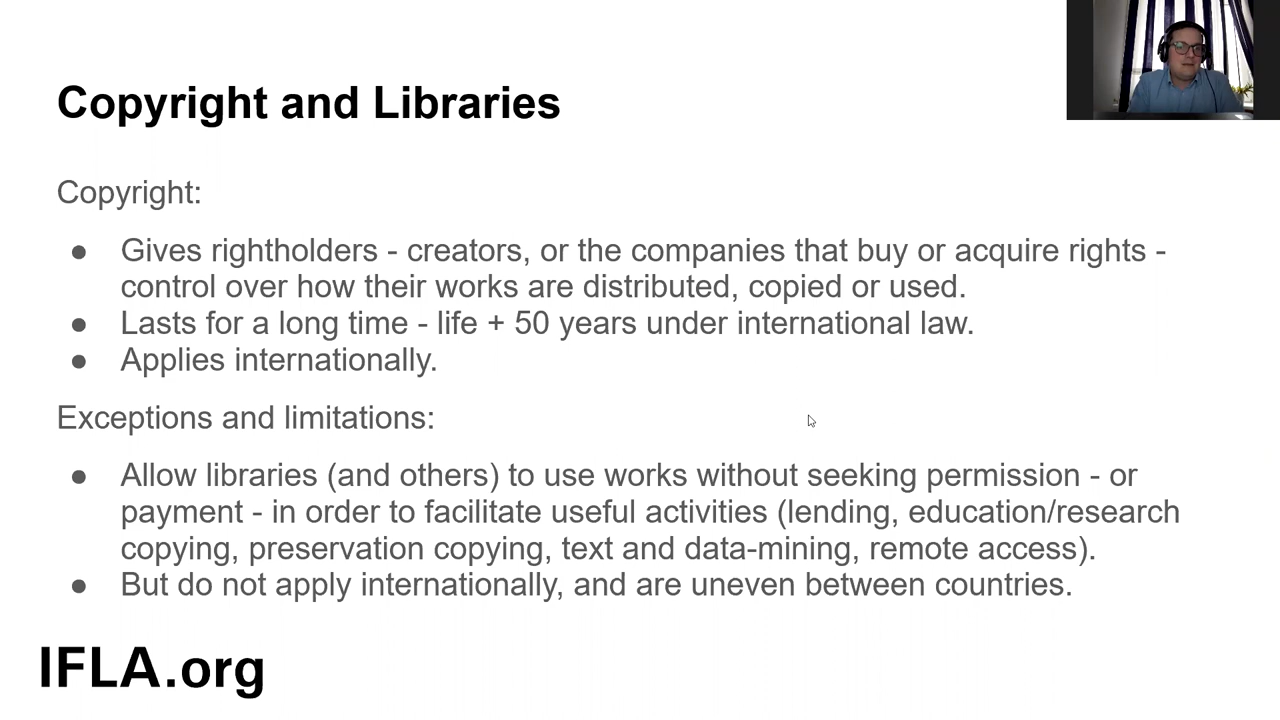 Copyright and Libraries
Copyright:
● Gives rightholders - creators, or the companies that buy or acquire rights -
control over how their works are distributed, copied or used.
● Lasts for a long time - life + 50 years under international law.
● Applies internationally.
Exceptions and limitations:
● Allow libraries (and others) to use works without seeking permission - or
payment - in order to facilitate useful activities (lending, education/research
copying, preservation copying, text and data-mining, remote access).
● But do not apply internationally, and are uneven between countries.
IFLA.org